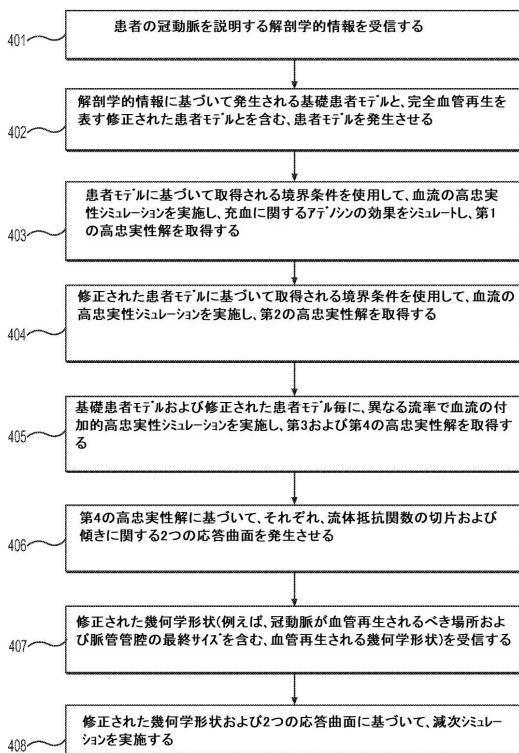 401
患者の冠動脈を説明する解剖学的情報を受信する
402
解剖学的情報に基づいて発生される基礎患者モデルと、完全血管再生を
表す修正された患者モデルとを含む、患者モデルを発生させる
403
患者モデルに基づいて取得される境界条件を使用して、血流の高忠実
性シミュレーションを実施し、充血に関するアデノシンの効果をシミュレートし、第1
の高忠実性解を取得する
404
修正された患者モデルに基づいて取得される境界条件を使用して、血流の
高忠実性シミュレーションを実施し、第2の高忠実性解を取得する
405
基礎患者モデルおよび修正された患者モデル毎に、異なる流率で血流の付
加的高忠実性シミュレーションを実施し、第3および第4の高忠実性解を取得す
る
406
第4の高忠実性解に基づいて、それぞれ、流体抵抗関数の切片および
傾きに関する2つの応答曲面を発生させる
407
修正された幾何学形状(例えば、冠動脈が血管再生されるべき場所お
よび脈管管腔の最終サイズを含む、血管再生される幾何学形状)を受信する
408
修正された幾何学形状および2つの応答曲面に基づいて、減次シミュレー
ションを実施する